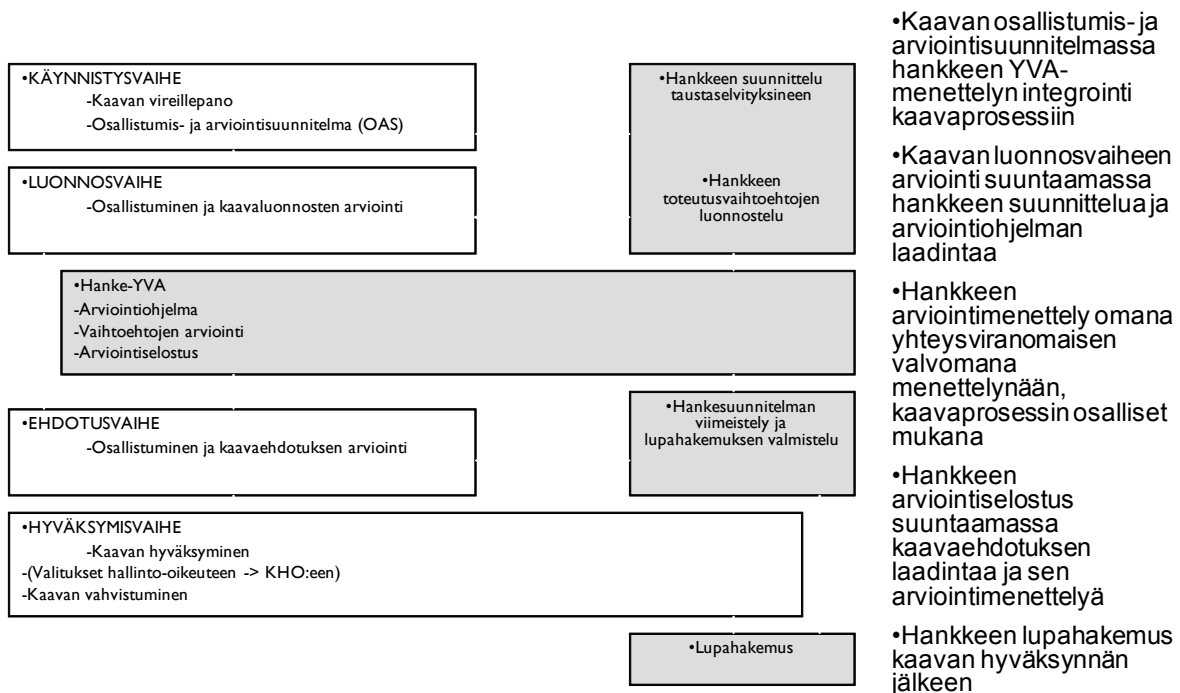 •KÄYNNISTYSVAIHE
-Kaavan vireillepano
-Osallistumis- ja arviointisuunnitelma (OAS)
•Hankkeen suunnittelu
taustaselvityksineen
•LUONNOSVAIHE
-Osallistuminen ja kaavaluonnosten arviointi
•Hankkeen
toteutusvaihtoehtojen
luonnostelu
•Hanke-YVA
-Arviointiohjelma
-Vaihtoehtojen arviointi
-Arviointiselostus
•EHDOTUSVAIHE
-Osallistuminen ja kaavaehdotuksen arviointi
•Hankesuunnitelman
viimeistely ja
lupahakemuksen valmistelu
•HYVÄKSYMISVAIHE
-Kaavan hyväksyminen
-(Valitukset hallinto-oikeuteen -> KHO:een)
-Kaavan vahvistuminen
•Lupahakemus
•Kaavan osallistumis- ja
arviointisuunnitelmassa
hankkeen YVA-
menettelyn integrointi
kaavaprosessiin
•Kaavan luonnosvaiheen
arviointi suuntaamassa
hankkeen suunnittelua ja
arviointiohjelman
laadintaa
•Hankkeen
arviointimenettely omana
yhteysviranomaisen
valvomana
menettelynään,
kaavaprosessin osalliset
mukana
•Hankkeen
arviointiselostus
suuntaamassa
kaavaehdotuksen
laadintaa ja sen
arviointimenettelyä
•Hankkeen lupahakemus
kaavan hyväksynnän
jälkeen